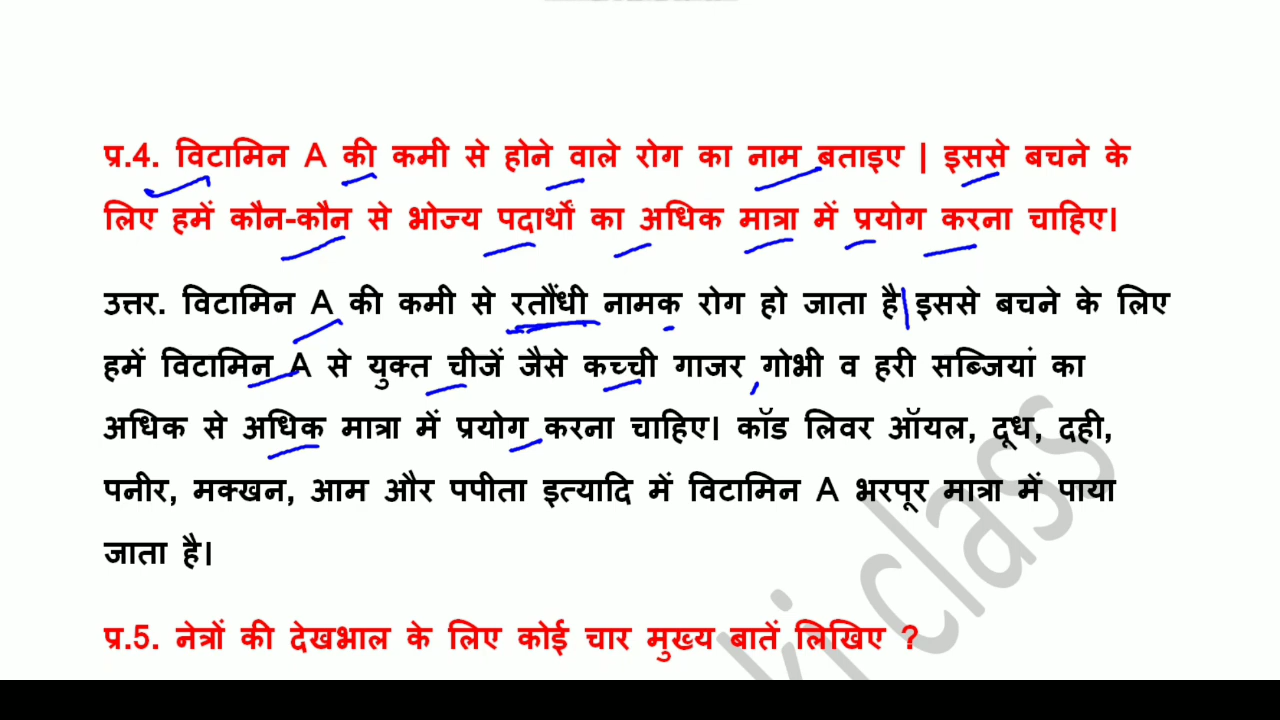 प्र.4. विटामिन A की कमी से होने वाले रोग का नाम बताइए | इससे बचने के
लिए हमें कौन-कौन से भोज्य पदार्थों का अधिक मात्रा में प्रयोग करना चाहिए।
उत्तर. विटामिन A की कमी से रतौंधी नामक रोग हो जाता है| इससे बचने के लिए
हमें विटामिन A से युक्त चीजें जैसे कच्ची गाजर गोभी व हरी सब्जियां का
अधिक से अधिक मात्रा में प्रयोग करना चाहिए। कॉड लिवर ऑयल, दूध, दही,
पनीर, मक्खन, आम और पपीता इत्यादि में विटामिन A भरपूर मात्रा में पाया
जाता है।
प्र.5. नेत्रों की देखभाल के लिए कोई चार मुख्य बातें लिखिए ?
ki class